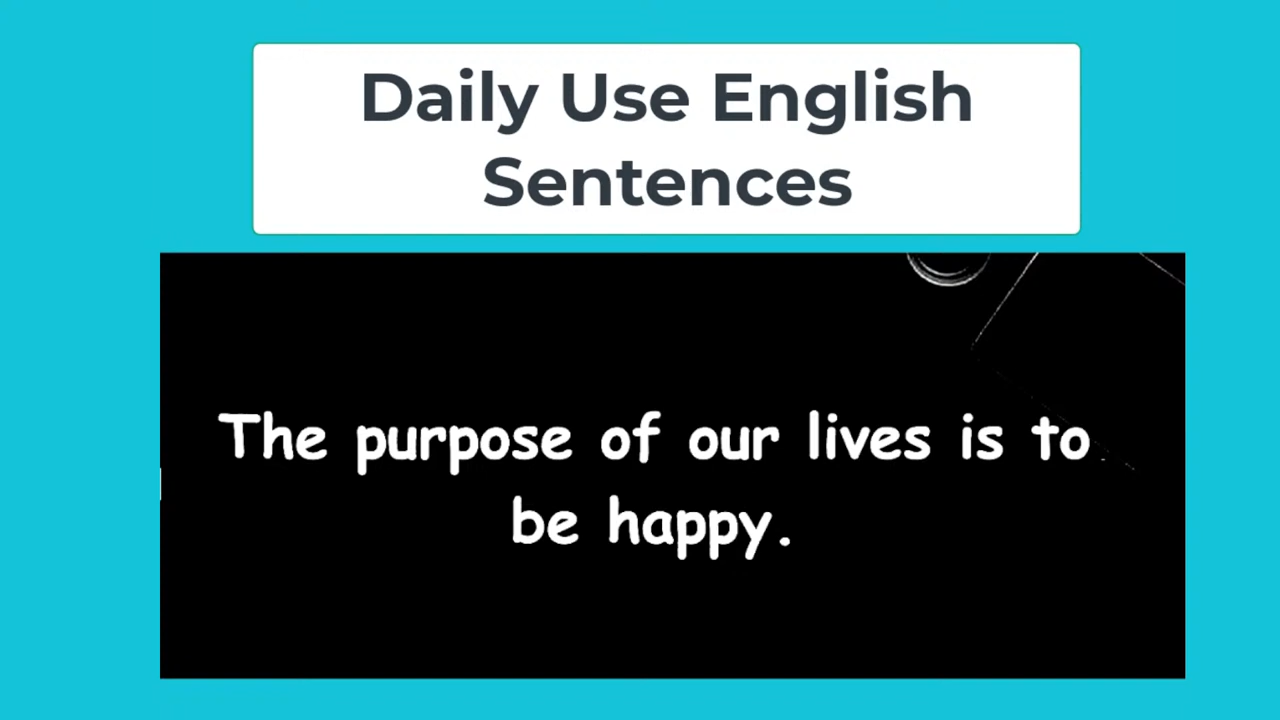 Daily Use English
Sentences
The purpose of our lives is to
be happy.